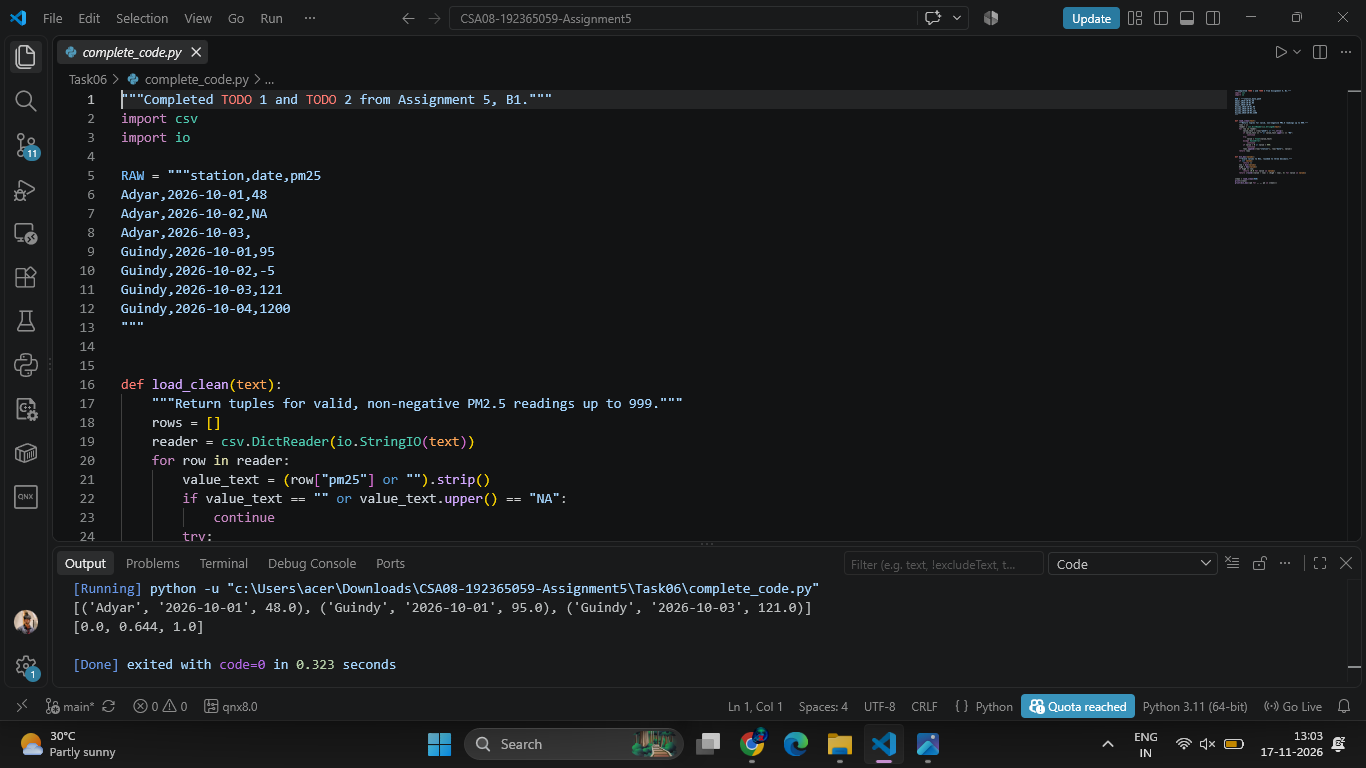 File Edit Selection View Go Run ··· CSA08-192365059-Assignment5 Update
complete_code.py
Task06 > complete_code.py > ...
1 """Completed TODO 1 and TODO 2 from Assignment 5, B1."""
2 import csv
3 import io
4
5 RAW = """station,date,pm25
6 Adyar,2026-10-01,48
7 Adyar,2026-10-02,NA
8 Adyar,2026-10-03,
9 Guindy,2026-10-01,95
10 Guindy,2026-10-02,-5
11 Guindy,2026-10-03,121
12 Guindy,2026-10-04,1200
13 """
14
15
16 def load_clean(text):
17 """Return tuples for valid, non-negative PM2.5 readings up to 999."""
18 rows = []
19 reader = csv.DictReader(io.StringIO(text))
20 for row in reader:
21 value_text = (row["pm25"] or "").strip()
22 if value_text == "" or value_text.upper() == "NA":
23 continue
24 try:
11
QNX
1
Output Problems Terminal Debug Console Ports Filter (e.g. text, !excludeText, t... Code
[Running] python -u "c:\Users\acer\Downloads\CSA08-192365059-Assignment5\Task06\complete_code.py"
[('Adyar', '2026-10-01', 48.0), ('Guindy', '2026-10-01', 95.0), ('Guindy', '2026-10-03', 121.0)]
[0.0, 0.644, 1.0]
[Done] exited with code=0 in 0.323 seconds
main* 0 0 qnx8.0 Ln 1, Col 1 Spaces: 4 UTF-8 CRLF { } Python Quota reached Python 3.11 (64-bit) Go Live
30°C
Partly sunny
Search
ENG
IN
13:03
17-11-2026